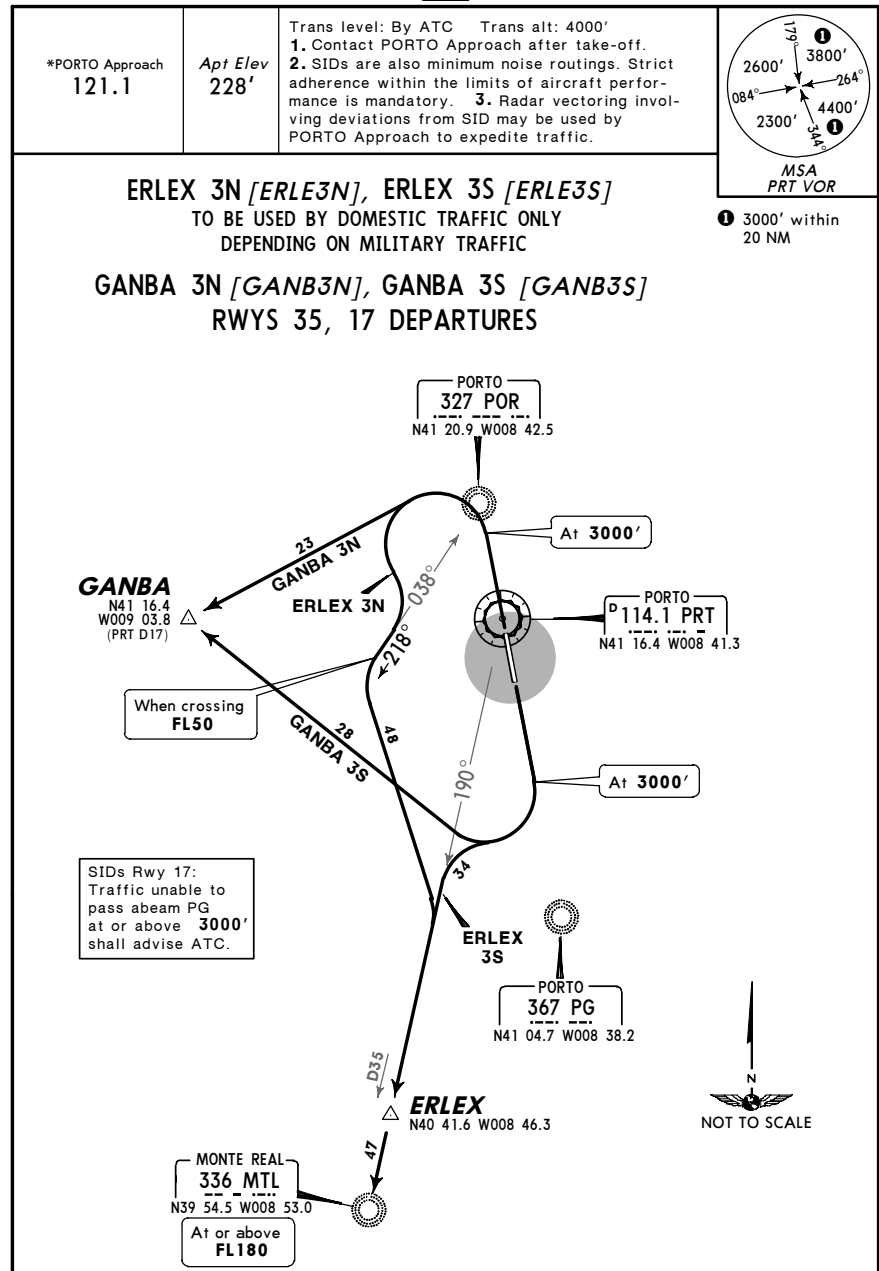 *PORTO Approach
121.1
Apt Elev
228'
Trans level: By ATC Trans alt: 4000'
1. Contact PORTO Approach after take-off.
2. SIDs are also minimum noise routings. Strict
adherence within the limits of aircraft perfor-
mance is mandatory. 3. Radar vectoring invol-
ving deviations from SID may be used by
PORTO Approach to expedite traffic.
179°
1
3800'
2600'
264°
084°
4400'
2300'
1
344°
MSA
PRT VOR
1 3000' within
20 NM
ERLEX 3N [ERLE3N], ERLEX 3S [ERLE3S]
TO BE USED BY DOMESTIC TRAFFIC ONLY
DEPENDING ON MILITARY TRAFFIC
GANBA 3N [GANB3N], GANBA 3S [GANB3S]
RWYS 35, 17 DEPARTURES
PORTO
327 POR
N41 20.9 W008 42.5
At 3000'
23
GANBA 3N
GANBA
N41 16.4
W009 03.8
(PRT D17)
ERLEX 3N
038°
218°
PORTO
D 114.1 PRT
N41 16.4 W008 41.3
When crossing
FL50
28
GANBA 3S
48
190°
At 3000'
34
SIDs Rwy 17:
Traffic unable to
pass abeam PG
at or above 3000'
shall advise ATC.
ERLEX
3S
PORTO
367 PG
N41 04.7 W008 38.2
D35
ERLEX
N40 41.6 W008 46.3
N
NOT TO SCALE
47
MONTE REAL
336 MTL
N39 54.5 W008 53.0
At or above
FL180